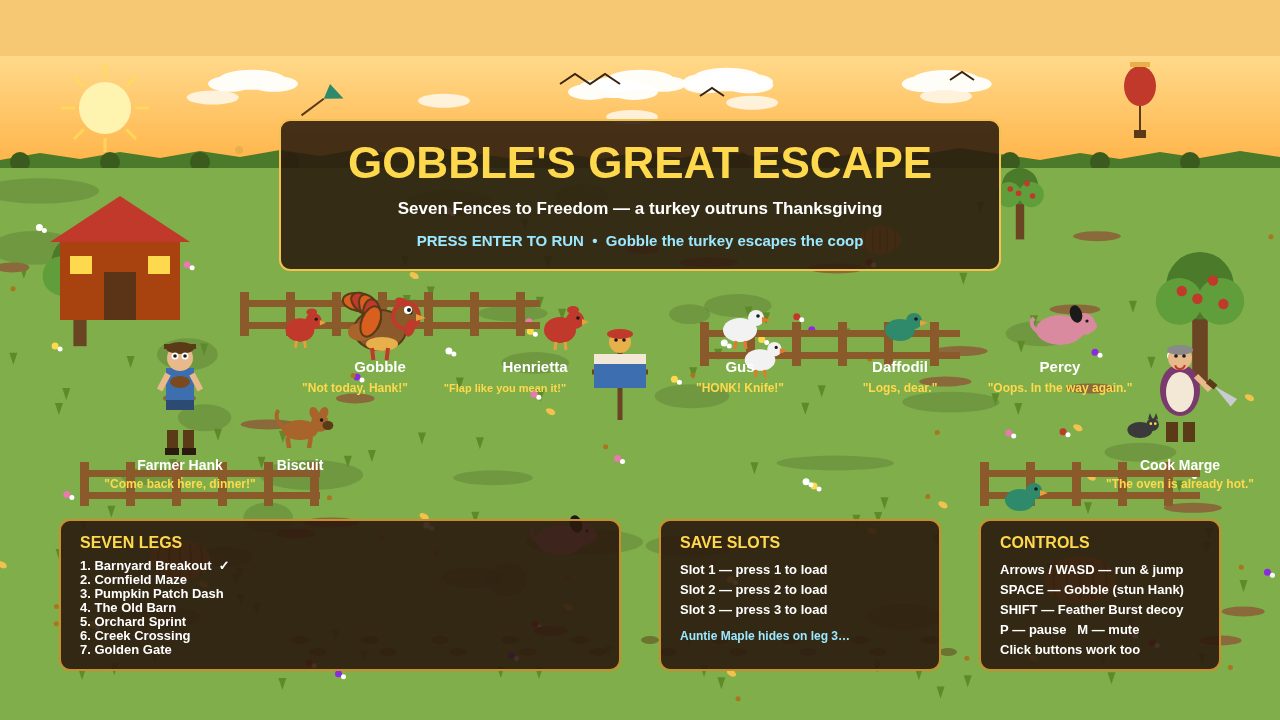 GOBBLE'S GREAT ESCAPE
Seven Fences to Freedom — a turkey outruns Thanksgiving
PRESS ENTER TO RUN • Gobble the turkey escapes the coop
Gobble
"Not today, Hank!"
Henrietta
"Flap like you mean it!"
Gus
"HONK! Knife!"
Daffodil
"Logs, dear."
Percy
"Oops. In the way again."
Farmer Hank
"Come back here, dinner!"
Biscuit
Cook Marge
"The oven is already hot."
SEVEN LEGS
1. Barnyard Breakout ✓
2. Cornfield Maze
3. Pumpkin Patch Dash
4. The Old Barn
5. Orchard Sprint
6. Creek Crossing
7. Golden Gate
SAVE SLOTS
Slot 1 — press 1 to load
Slot 2 — press 2 to load
Slot 3 — press 3 to load
Auntie Maple hides on leg 3…
CONTROLS
Arrows / WASD — run & jump
SPACE — Gobble (stun Hank)
SHIFT — Feather Burst decoy
P — pause M — mute
Click buttons work too